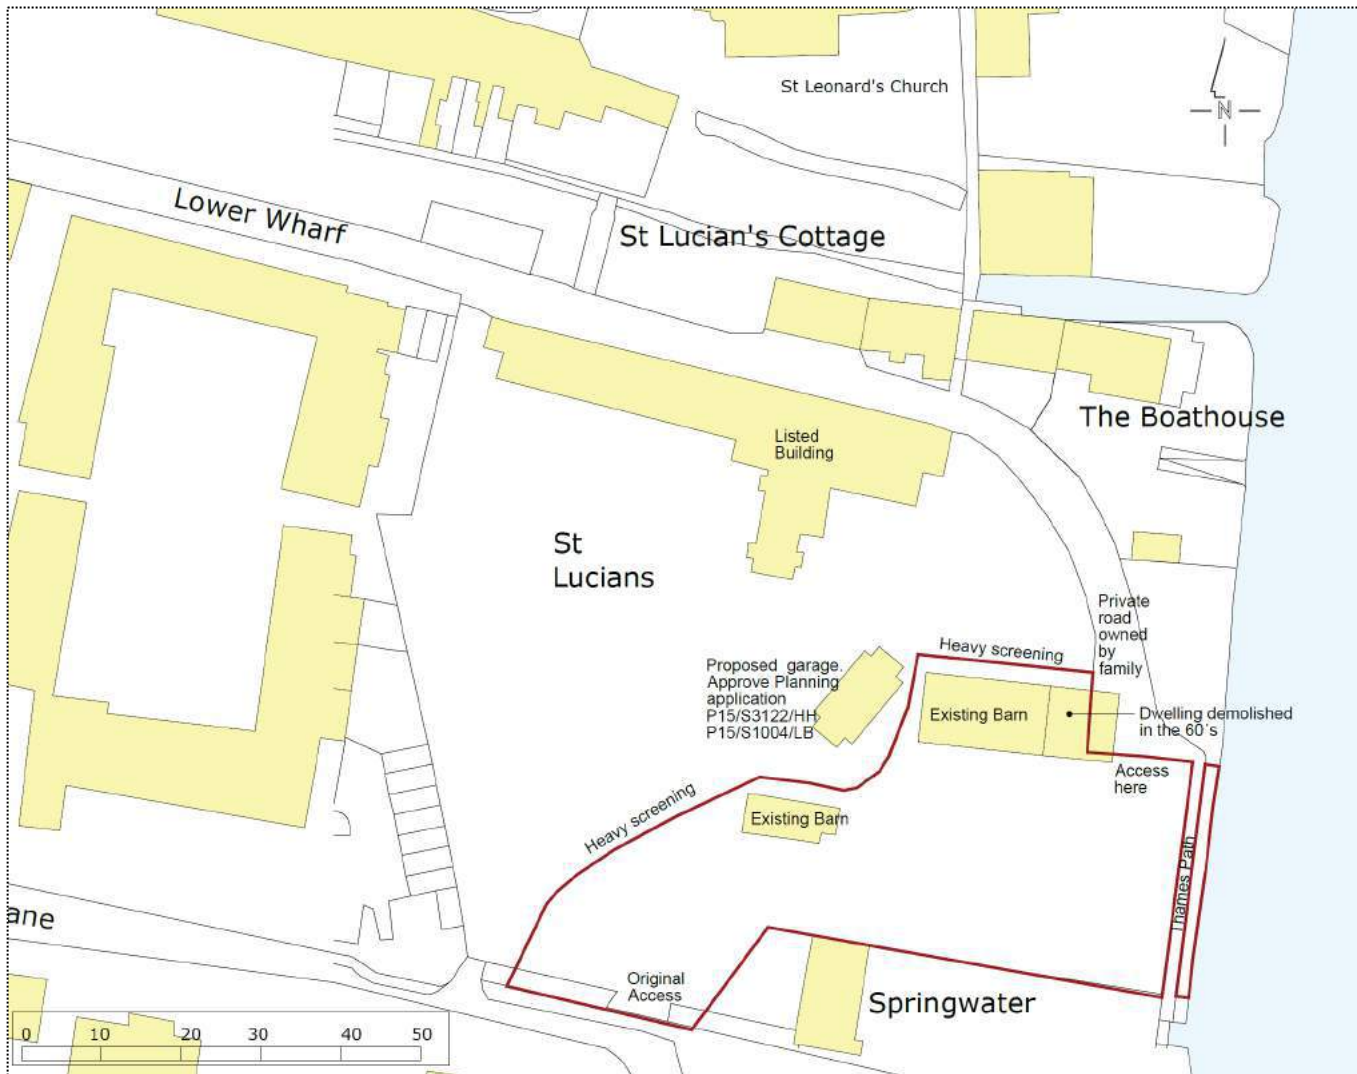 St Leonard's Church
N
Lower Wharf
St Lucian's Cottage
The Boathouse
Listed
Building
St
Lucians
Private
road
owned
by
family
Heavy screening
Proposed garage.
Approve Planning
application
P15/S3122/HH
P15/S1004/LB
Existing Barn
Dwelling demolished
in the 60's
Access
here
Heavy screening
Existing Barn
Thames Path
ane
Original
Access
Springwater
0 10 20 30 40 50